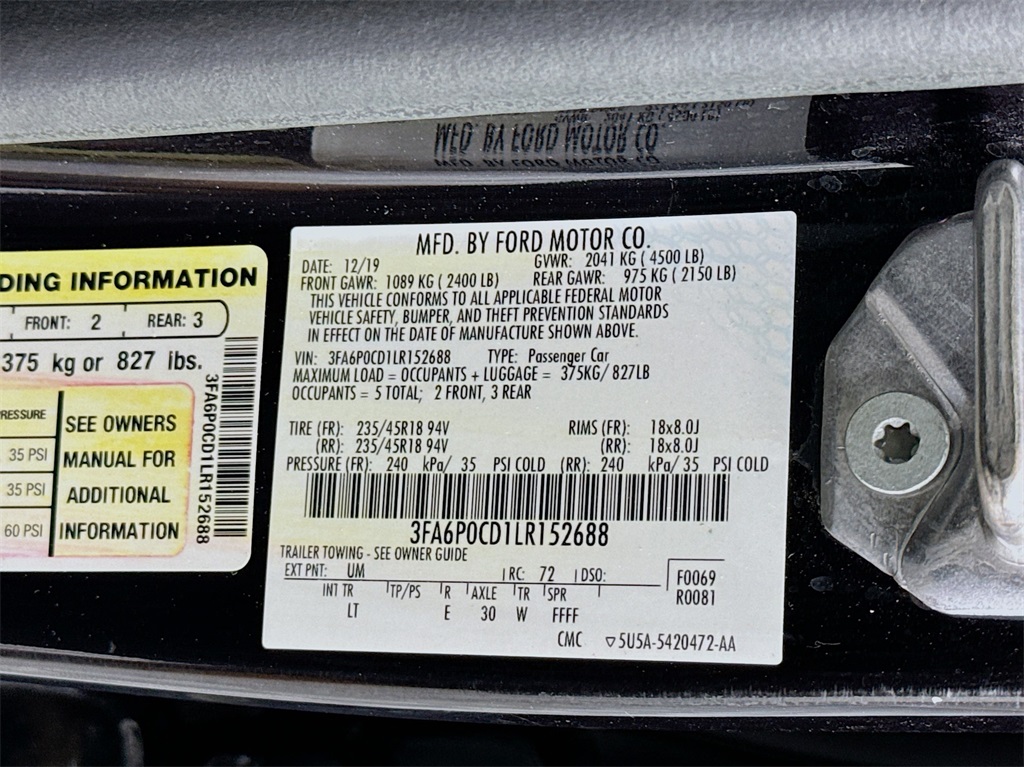 MFD. BY FORD MOTOR CO.
DATE: 12/19 GVWR: 2041 KG ( 4500 LB)
FRONT GAWR: 1089 KG ( 2400 LB) REAR GAWR: 975 KG ( 2150 LB)
THIS VEHICLE CONFORMS TO ALL APPLICABLE FEDERAL MOTOR
VEHICLE SAFETY, BUMPER, AND THEFT PREVENTION STANDARDS
IN EFFECT ON THE DATE OF MANUFACTURE SHOWN ABOVE.
VIN: 3FA6P0CD1LR152688 TYPE: Passenger Car
MAXIMUM LOAD = OCCUPANTS + LUGGAGE = 375KG/ 827LB
OCCUPANTS = 5 TOTAL; 2 FRONT, 3 REAR
TIRE (FR): 235/45R18 94V RIMS (FR): 18x8.0J
(RR): 235/45R18 94V (RR): 18x8.0J
PRESSURE (FR): 240 kPa/ 35 PSI COLD (RR): 240 kPa/ 35 PSI COLD
3FA6P0CD1LR152688
TRAILER TOWING - SEE OWNER GUIDE
EXT PNT: UM RC: 72 DSO: F0069
R0081
INT TR TP/PS R AXLE TR SPR
LT E 30 W FFFF
CMC ▽5U5A-5420472-AA
DING INFORMATION
FRONT: 2 REAR: 3
375 kg or 827 lbs.
RESSURE
35 PSI
35 PSI
60 PSI
SEE OWNERS
MANUAL FOR
ADDITIONAL
INFORMATION
3FA6P0CD1LR152688
MFD. BY FORD MOTOR CO.